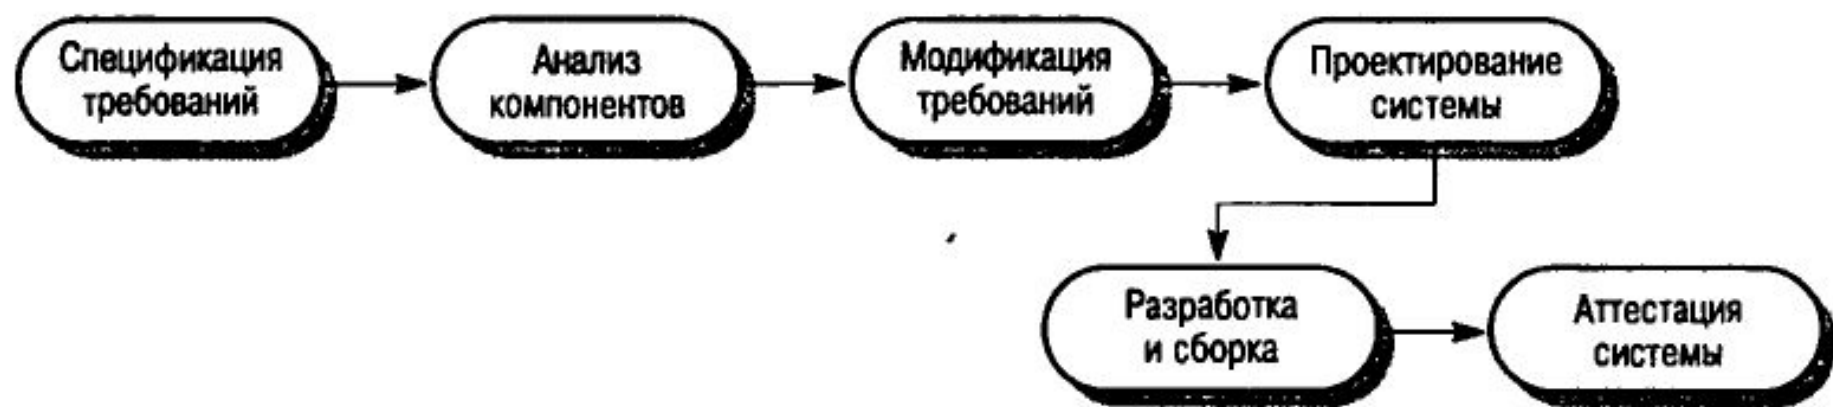 Спецификация
требований
Анализ
компонентов
Модификация
требований
Проектирование
системы
Разработка
и сборка
Аттестация
системы